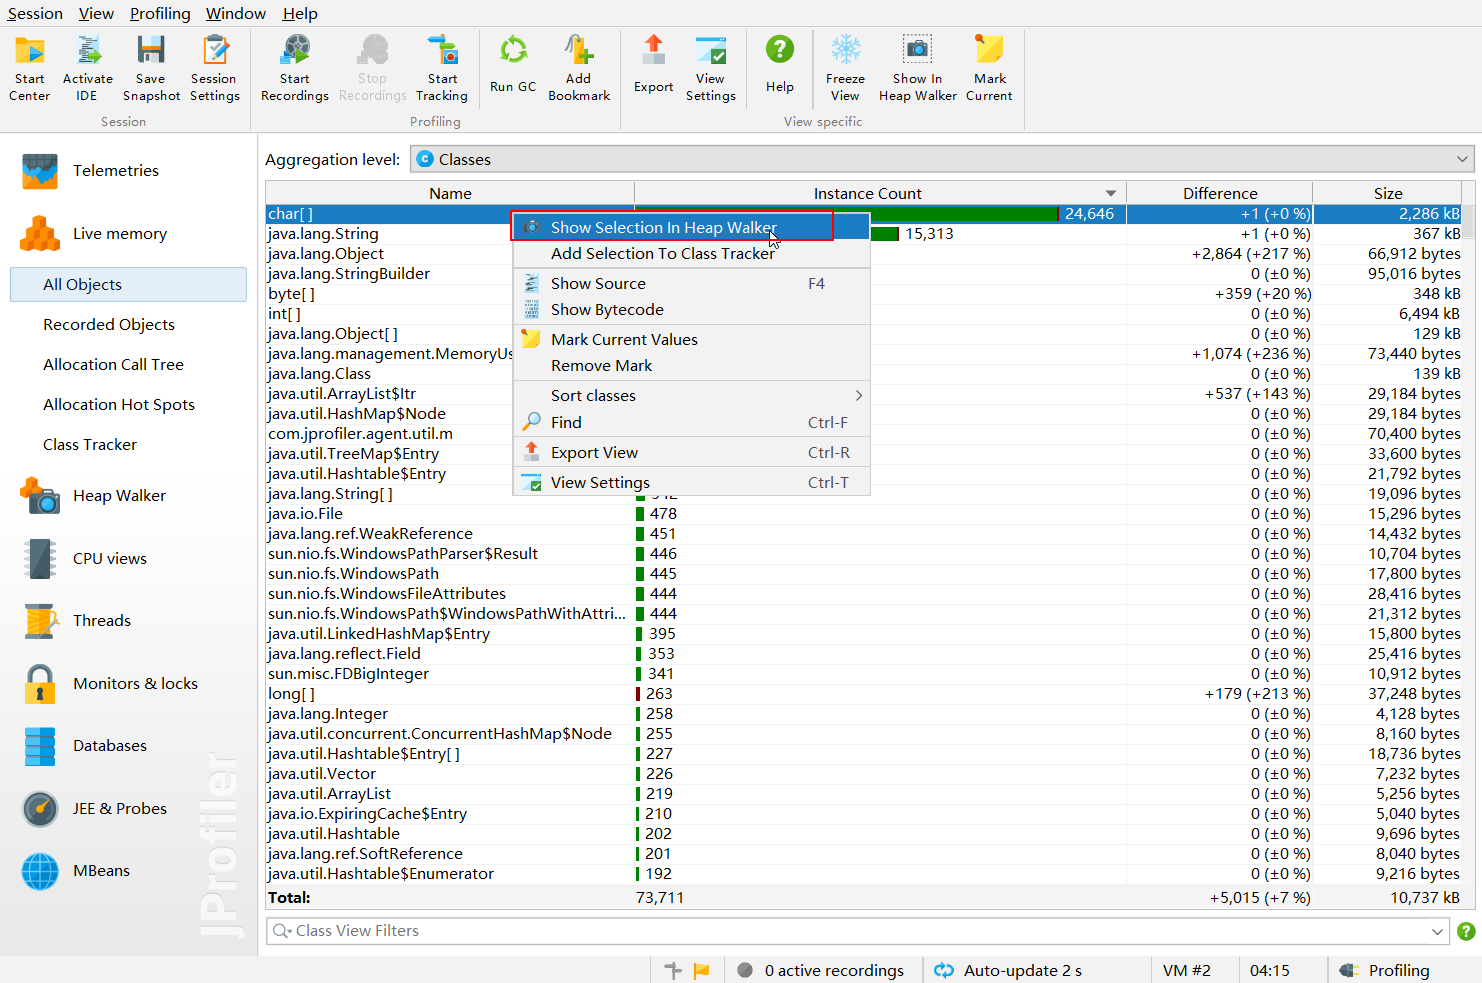 Session View Profiling Window Help
Start Center
Activate IDE
Save Snapshot
Session Settings
Start Recordings
Stop Recordings
Start Tracking
Run GC
Add Bookmark
Export
View Settings
Help
Freeze View
Show In Heap Walker
Mark Current
Session
Profiling
View specific
Telemetries
Live memory
All Objects
Recorded Objects
Allocation Call Tree
Allocation Hot Spots
Class Tracker
Heap Walker
CPU views
Threads
Monitors & locks
Databases
JEE & Probes
MBeans
JProfiler
Aggregation level: Classes
Name Instance Count Difference Size
char[] 24,646 +1 (+0 %) 2,286 kB
java.lang.String 15,313 +1 (+0 %) 367 kB
java.lang.Object +2,864 (+217 %) 66,912 bytes
java.lang.StringBuilder 0 (±0 %) 95,016 bytes
byte[] +359 (+20 %) 348 kB
int[] 0 (±0 %) 6,494 kB
java.lang.Object[] 0 (±0 %) 129 kB
java.lang.management.MemoryUs +1,074 (+236 %) 73,440 bytes
java.lang.Class 0 (±0 %) 139 kB
java.util.ArrayList$Itr +537 (+143 %) 29,184 bytes
java.util.HashMap$Node 0 (±0 %) 29,184 bytes
com.jprofiler.agent.util.m 0 (±0 %) 70,400 bytes
java.util.TreeMap$Entry 0 (±0 %) 33,600 bytes
java.util.Hashtable$Entry 0 (±0 %) 21,792 bytes
java.lang.String[] 0 (±0 %) 19,096 bytes
java.io.File 478 0 (±0 %) 15,296 bytes
java.lang.ref.WeakReference 451 0 (±0 %) 14,432 bytes
sun.nio.fs.WindowsPathParser$Result 446 0 (±0 %) 10,704 bytes
sun.nio.fs.WindowsPath 445 0 (±0 %) 17,800 bytes
sun.nio.fs.WindowsFileAttributes 444 0 (±0 %) 28,416 bytes
sun.nio.fs.WindowsPath$WindowsPathWithAttri... 444 0 (±0 %) 21,312 bytes
java.util.LinkedHashMap$Entry 395 0 (±0 %) 15,800 bytes
java.lang.reflect.Field 353 0 (±0 %) 25,416 bytes
sun.misc.FDBigInteger 341 0 (±0 %) 10,912 bytes
long[] 263 +179 (+213 %) 37,248 bytes
java.lang.Integer 258 0 (±0 %) 4,128 bytes
java.util.concurrent.ConcurrentHashMap$Node 255 0 (±0 %) 8,160 bytes
java.util.Hashtable$Entry[] 227 0 (±0 %) 18,736 bytes
java.util.Vector 226 0 (±0 %) 7,232 bytes
java.util.ArrayList 219 0 (±0 %) 5,256 bytes
java.io.ExpiringCache$Entry 210 0 (±0 %) 5,040 bytes
java.util.Hashtable 202 0 (±0 %) 9,696 bytes
java.lang.ref.SoftReference 201 0 (±0 %) 8,040 bytes
java.util.Hashtable$Enumerator 192 0 (±0 %) 9,216 bytes
Total: 73,711 +5,015 (+7 %) 10,737 kB
Show Selection In Heap Walker
Add Selection To Class Tracker
Show Source F4
Show Bytecode
Mark Current Values
Remove Mark
Sort classes
Find Ctrl-F
Export View Ctrl-R
View Settings Ctrl-T
Class View Filters
0 active recordings Auto-update 2 s VM #2 04:15 Profiling